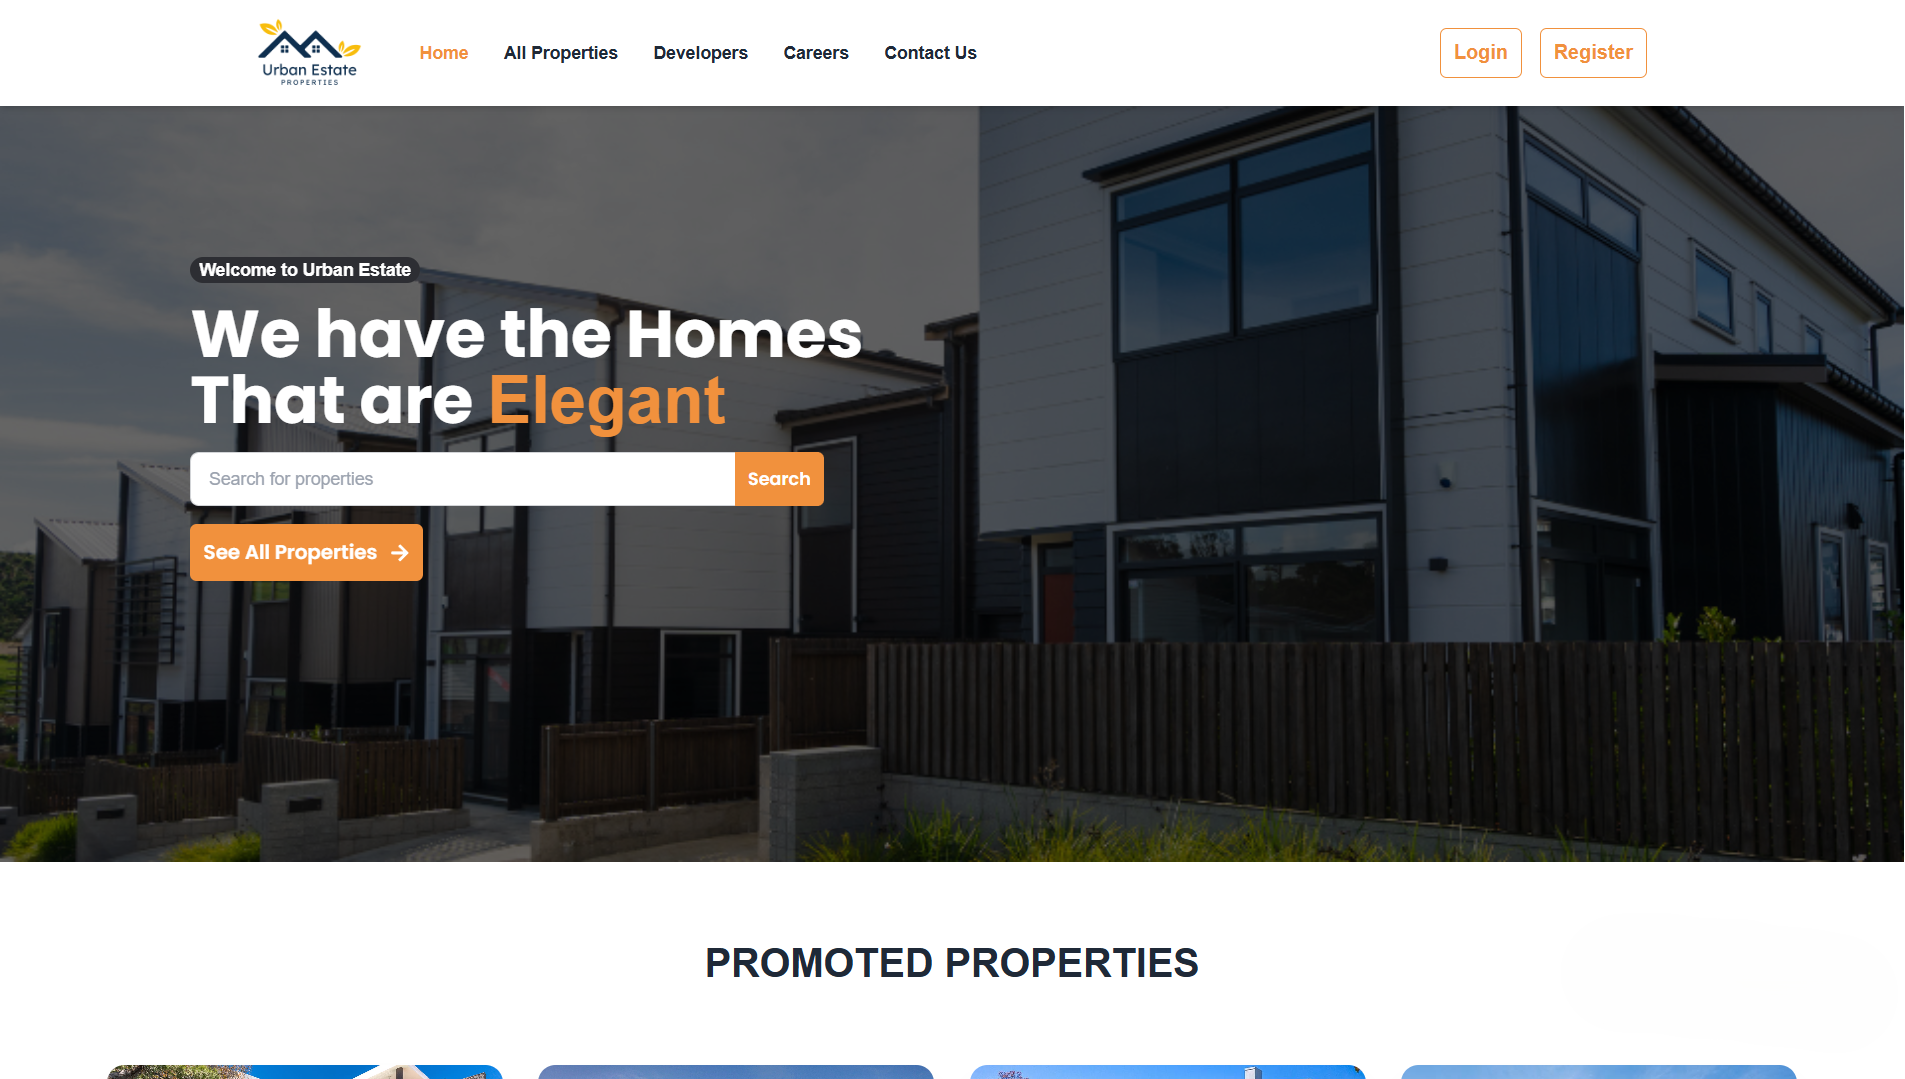 Urban Estate
PROPERTIES
Home
All Properties
Developers
Careers
Contact Us
Login
Register
Welcome to Urban Estate
We have the Homes
That are Elegant
Search for properties
Search
See All Properties →
PROMOTED PROPERTIES